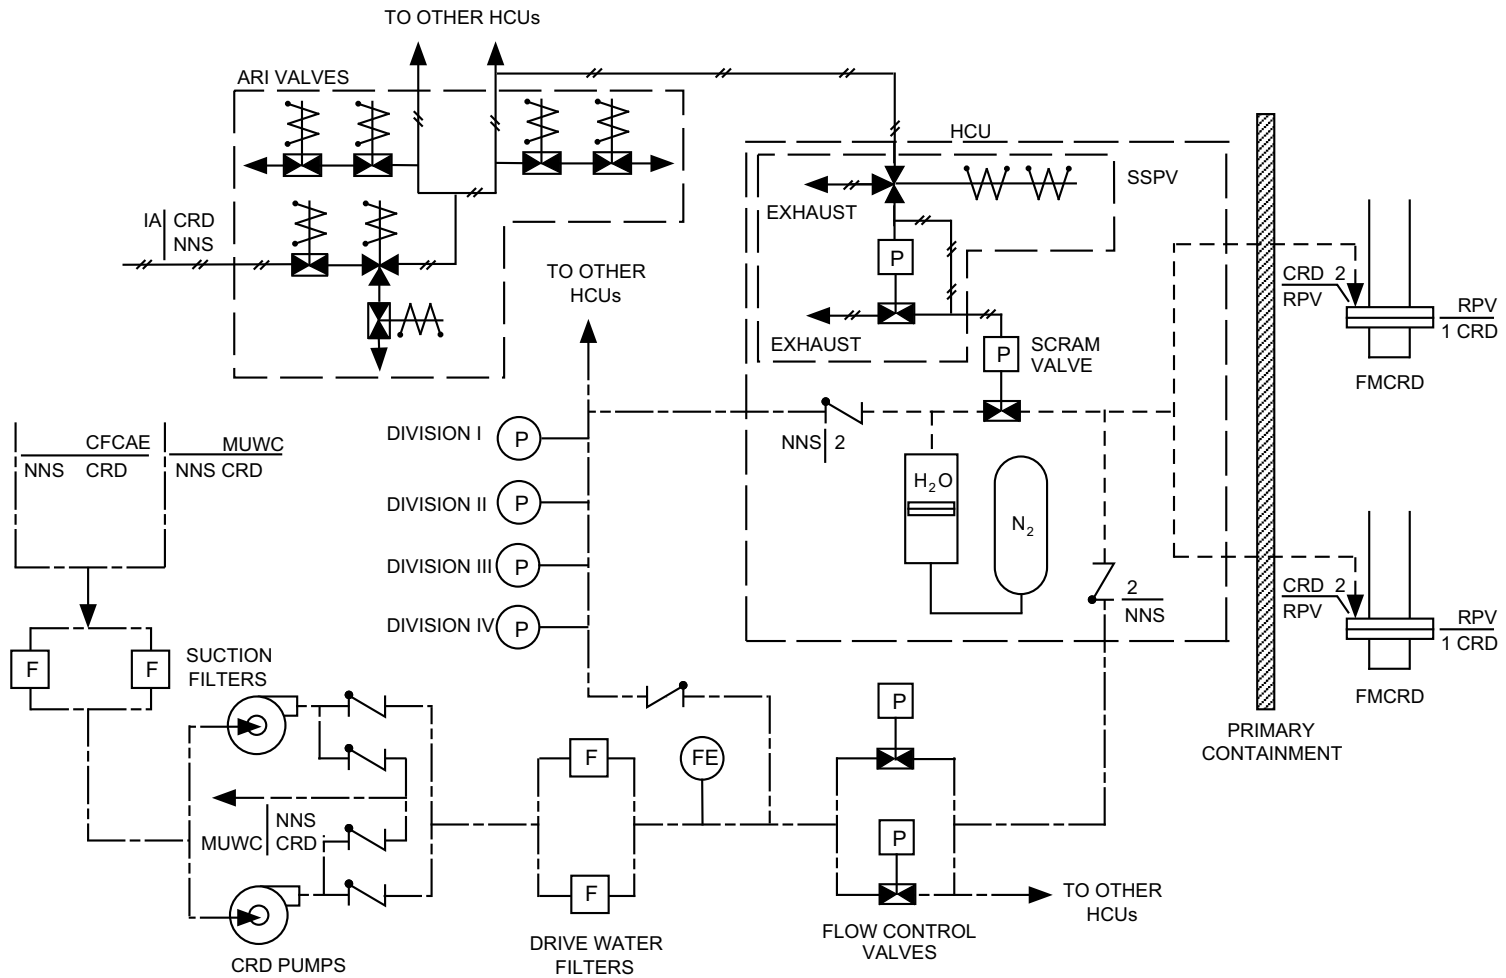 TO OTHER HCUs
ARI VALVES
HCU
SSPV
EXHAUST
IA CRD
NNS
TO OTHER
HCUs
P
CRD 2
RPV
RPV
1 CRD
FMCRD
EXHAUST
P
SCRAM
VALVE
DIVISION I
P
NNS 2
CFCAE
NNS CRD
MUWC
NNS CRD
DIVISION II
P
H2O
N2
DIVISION III
P
DIVISION IV
P
2
NNS
CRD 2
RPV
RPV
1 CRD
FMCRD
F
F
SUCTION
FILTERS
P
PRIMARY
CONTAINMENT
F
FE
NNS
MUWC CRD
P
F
TO OTHER
HCUs
CRD PUMPS
DRIVE WATER
FILTERS
FLOW CONTROL
VALVES